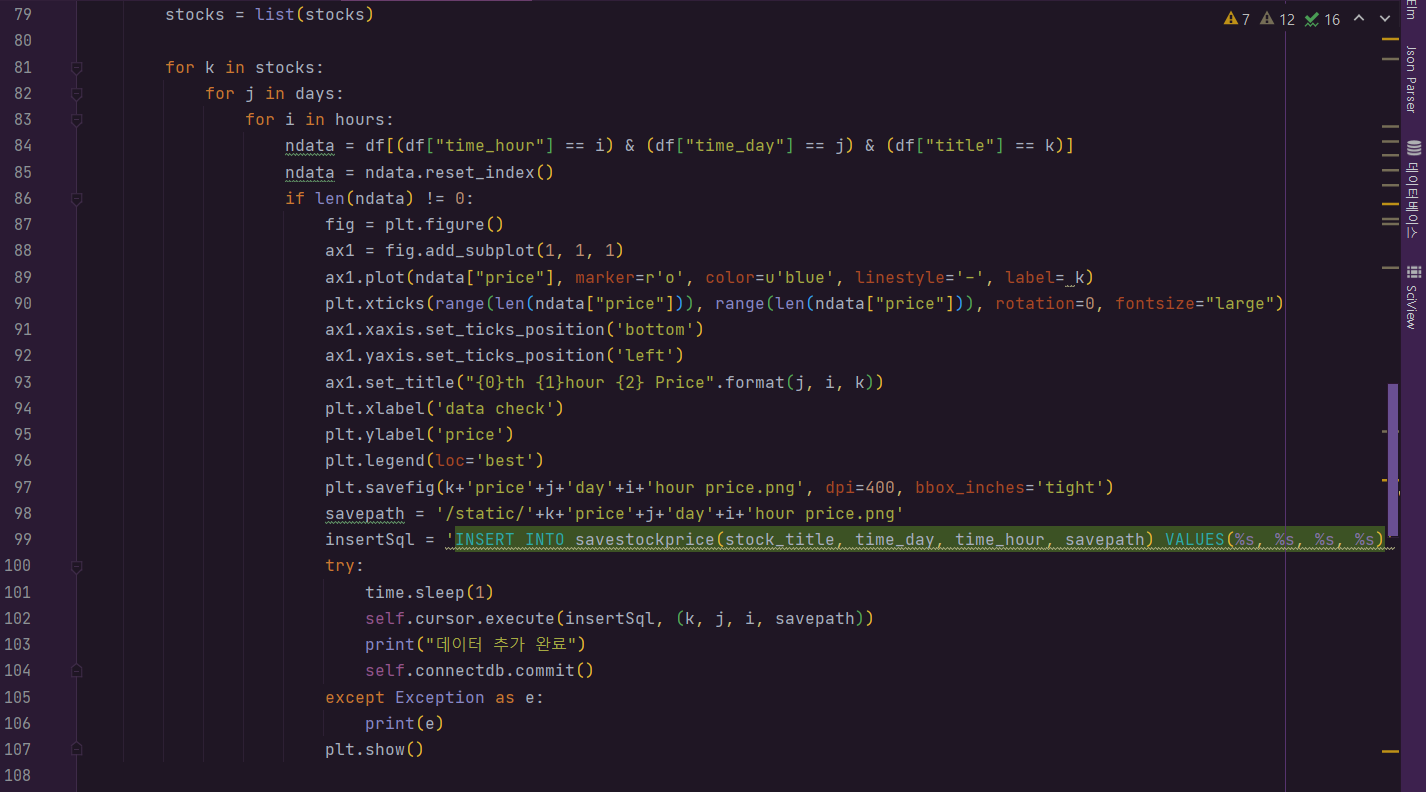 79 stocks = list(stocks)
7 12 16
80
81 for k in stocks:
82 for j in days:
83 for i in hours:
84 ndata = df[(df["time_hour"] == i) & (df["time_day"] == j) & (df["title"] == k)]
85 ndata = ndata.reset_index()
86 if len(ndata) != 0:
87 fig = plt.figure()
88 ax1 = fig.add_subplot(1, 1, 1)
89 ax1.plot(ndata["price"], marker=r'o', color=u'blue', linestyle='-', label= k)
90 plt.xticks(range(len(ndata["price"])), range(len(ndata["price"])), rotation=0, fontsize="large")
91 ax1.xaxis.set_ticks_position('bottom')
92 ax1.yaxis.set_ticks_position('left')
93 ax1.set_title("{0}th {1}hour {2} Price".format(j, i, k))
94 plt.xlabel('data check')
95 plt.ylabel('price')
96 plt.legend(loc='best')
97 plt.savefig(k+'price'+j+'day'+i+'hour price.png', dpi=400, bbox_inches='tight')
98 savepath = '/static/'+k+'price'+j+'day'+i+'hour price.png'
99 insertSql = 'INSERT INTO savestockprice(stock_title, time_day, time_hour, savepath) VALUES(%s, %s, %s, %s)'
100 try:
101 time.sleep(1)
102 self.cursor.execute(insertSql, (k, j, i, savepath))
103 print("데이터 추가 완료")
104 self.connectdb.commit()
105 except Exception as e:
106 print(e)
107 plt.show()
108
Elm
Json Parser
데이터베이스
SciView